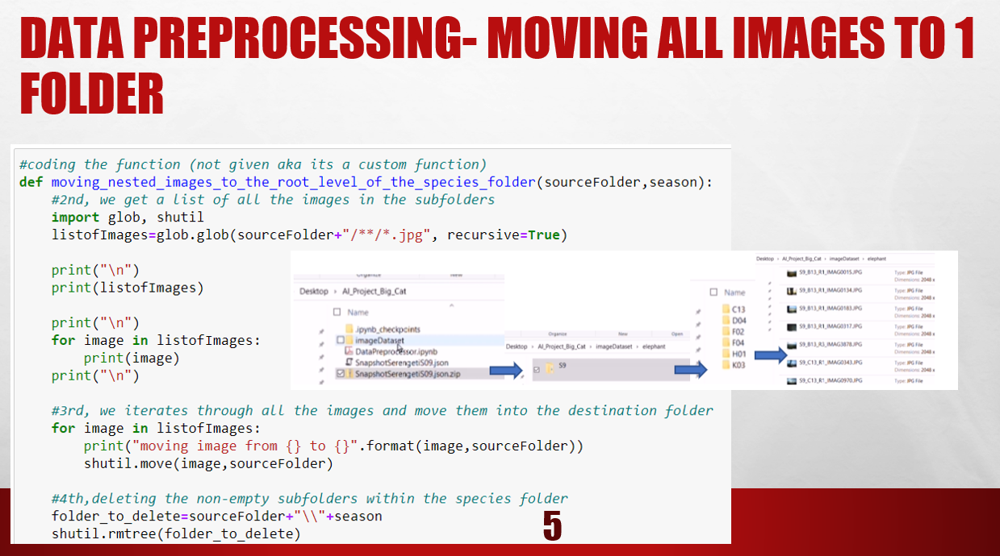 DATA PREPROCESSING- MOVING ALL IMAGES TO 1
FOLDER
#coding the function (not given aka its a custom function)
def moving_nested_images_to_the_root_level_of_the_species_folder(sourceFolder,season):
#2nd, we get a list of all the images in the subfolders
import glob, shutil
listofImages=glob.glob(sourceFolder+"/**/*.jpg", recursive=True)
print("\n")
print(listofImages)
print("\n")
for image in listofImages:
print(image)
print("\n")
#3rd, we iterates through all the images and move them into the destination folder
for image in listofImages:
print("moving image from {} to {}".format(image,sourceFolder))
shutil.move(image,sourceFolder)
#4th,deleting the non-empty subfolders within the species folder
folder_to_delete=sourceFolder+"\\"+season
shutil.rmtree(folder_to_delete)
Organize New
Desktop > AI_Project_Big_Cat
Name
.ipynb_checkpoints
imageDataset
DataPreprocessor.ipynb
SnapshotSerengetiS09.json
SnapshotSerengetiS09.json.zip
Organize New Open
Desktop > AI_Project_Big_Cat > imageDataset > elephant
S9
Name
C13
D04
F02
F04
H01
K03
Desktop > AI_Project_Big_Cat > imageDataset > elephant
S9_B13_R1_IMAG0015.JPG Type: JPG File
Dimensions: 2048 x
S9_B13_R1_IMAG0134.JPG Type: JPG File
Dimensions: 2048 x
S9_B13_R1_IMAG0183.JPG Type: JPG File
Dimensions: 2048 x
S9_B13_R1_IMAG0317.JPG Type: JPG File
Dimensions: 2048 x
S9_B13_R3_IMAG3878.JPG Type: JPG File
Dimensions: 2048 x
S9_C13_R1_IMAG0343.JPG Type: JPG File
Dimensions: 2048 x
S9_C13_R1_IMAG0970.JPG Type: JPG File
5